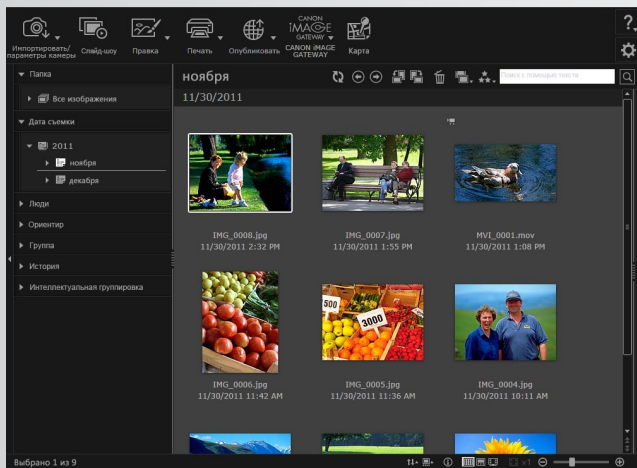 CANON
iMAGE
GATEWAY
Импортировать/
параметры камеры
Слайд-шоу
Правка
Печать
Опубликовать
CANON iMAGE
GATEWAY
Карта
?
Папка
Все изображения
Дата съемки
2011
ноября
декабря
Люди
Ориентир
Группа
История
Интеллектуальная группировка
ноября
Поиск с помощью текста
11/30/2011
IMG_0008.jpg
11/30/2011 2:32 PM
IMG_0007.jpg
11/30/2011 1:55 PM
MVI_0001.mov
11/30/2011 1:08 PM
500
3000
IMG_0006.jpg
11/30/2011 11:42 AM
IMG_0005.jpg
11/30/2011 11:36 AM
IMG_0004.jpg
11/30/2011 10:11 AM
Выбрано 1 из 9
x1